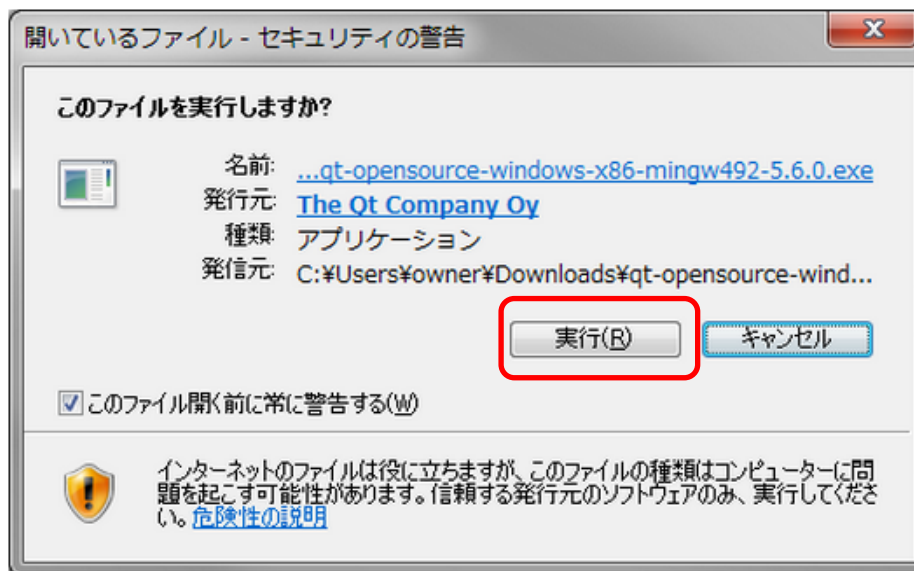 開いているファイル - セキュリティの警告
このファイルを実行しますか?
名前: ...qt-opensource-windows-x86-mingw492-5.6.0.exe
発行元: The Qt Company Oy
種類: アプリケーション
発信元: C:¥Users¥owner¥Downloads¥qt-opensource-wind...
実行(R) キャンセル
このファイル開く前に常に警告する(W)
インターネットのファイルは役に立ちますが、このファイルの種類はコンピューターに問
題を起こす可能性があります。信頼する発行元のソフトウェアのみ、実行してくださ
い。危険性の説明